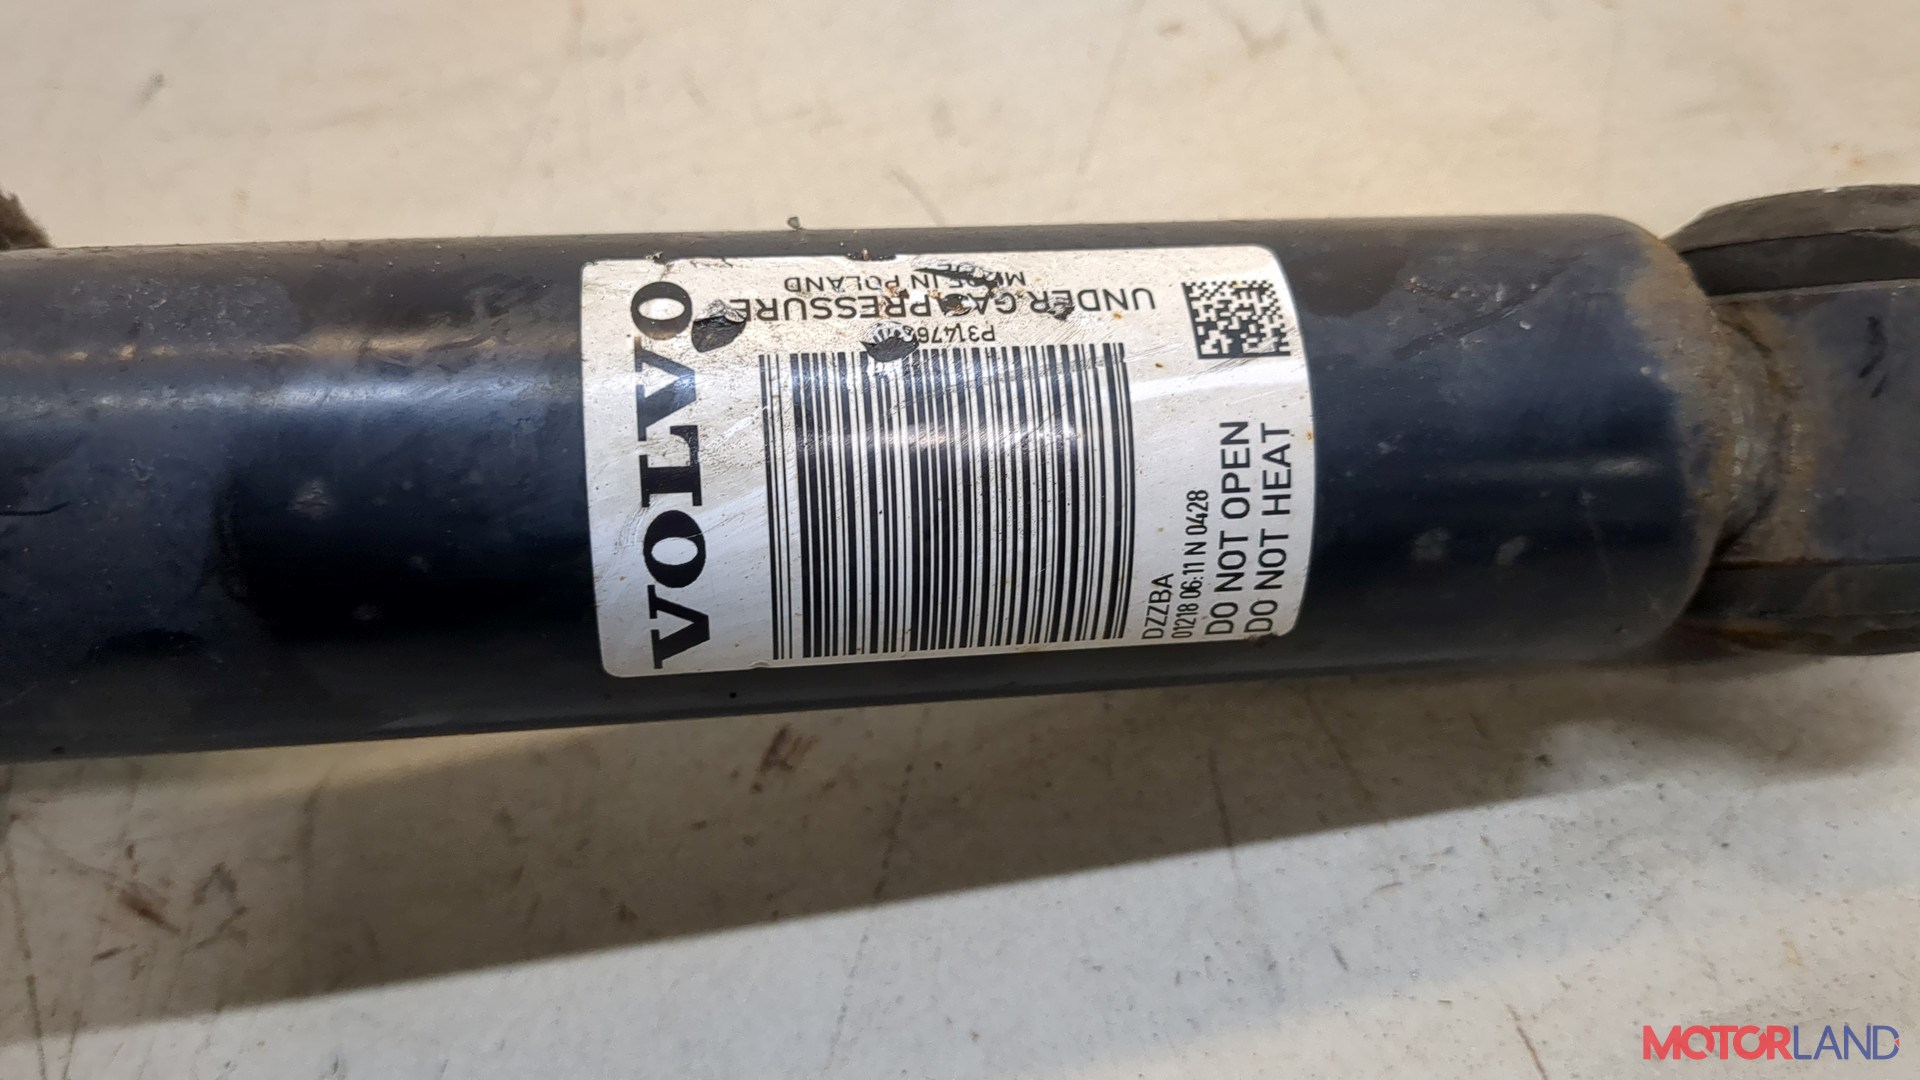 VOLVO
MADE IN POLAND
UNDER GAS PRESSURE
DZZBA
01218 06:11 N 0428
DO NOT OPEN
DO NOT HEAT
MOTORLAND